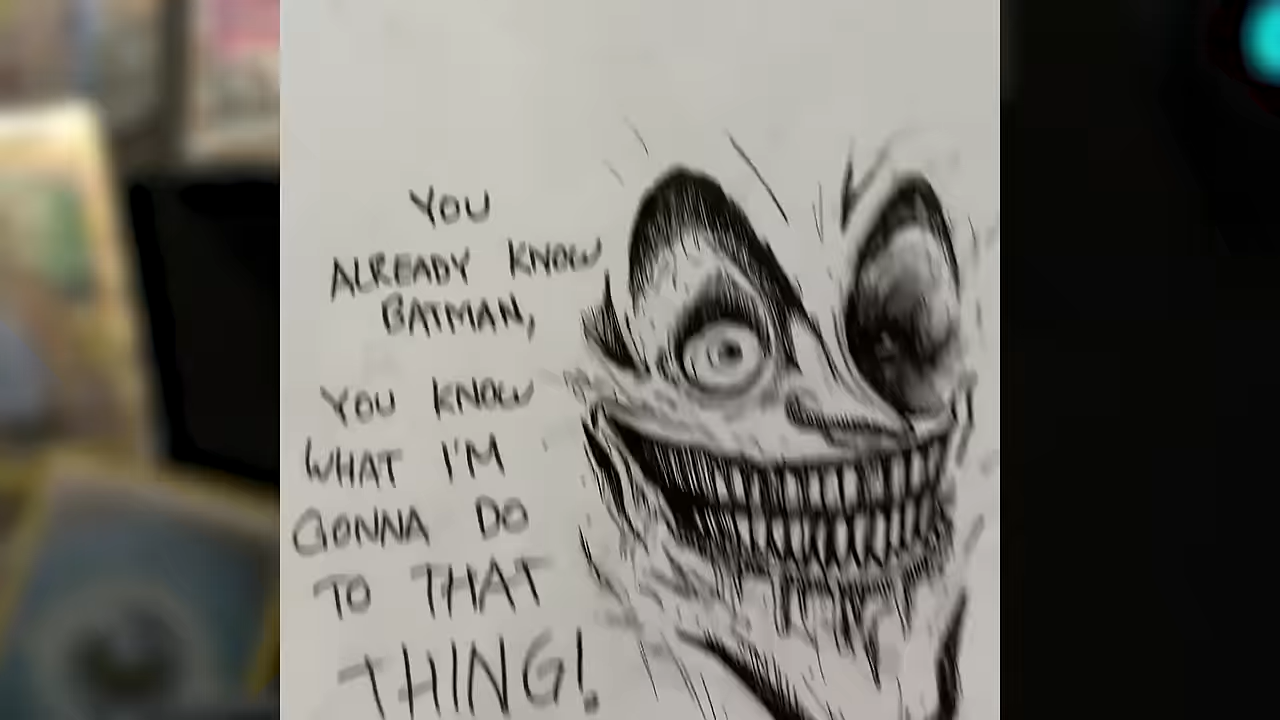 YOU
ALREADY KNOW
BATMAN,
YOU KNOW
WHAT I'M
GONNA DO
TO THAT
THING!